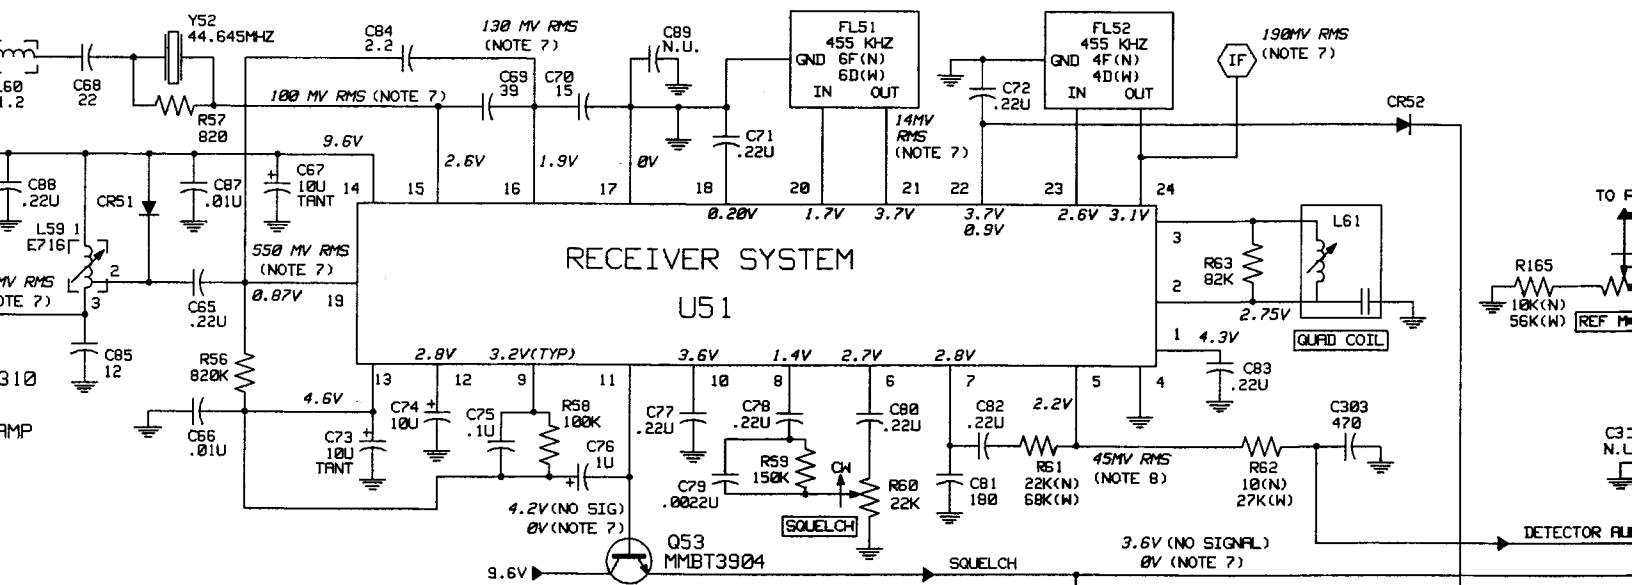 Y52
44.645MHZ
C68
22
R57
820
C84
2.2
130 MV RMS
(NOTE 7)
100 MV RMS (NOTE 7)
C69
39
C70
15
C89
N.U.
FL51
455 KHZ
GND 6F(N)
6D(W)
IN OUT
FL52
455 KHZ
GND 4F(N)
4D(W)
IN OUT
IF
190MV RMS
(NOTE 7)
C71
.22U
14MV
RMS
(NOTE 7)
C72
.22U
CR52
9.6V
2.6V
1.9V
0V
C88
.22U
CR51
C87
.01U
C67
10U
TANT
14
15
16
17
18
20
21
22
23
24
L59 1
E716
2
3
550 MV RMS
(NOTE 7)
0.87V
19
C65
.22U
C85
12
0.20V
1.7V
3.7V
3.7V
0.9V
2.6V
3.1V
RECEIVER SYSTEM
U51
3
2
1
R63
82K
L61
2.75V
4.3V
QUAD COIL
C83
.22U
TO
R165
10K(N)
56K(W)
REF
R56
820K
C66
.01U
4.6V
2.8V
3.2V(TYP)
3.6V
1.4V
2.7V
2.8V
13
12
9
11
10
8
6
7
5
4
C73
10U
TANT
C74
10U
C75
.1U
R58
100K
C76
1U
C77
.22U
C78
.22U
C79
.0022U
R59
150K
CW
SQUELCH
C80
.22U
R60
22K
C82
.22U
C81
180
R61
22K(N)
68K(W)
2.2V
45MV RMS
(NOTE 8)
R62
10(N)
27K(W)
C303
470
N.U
310
AMP
4.2V(NO SIG)
0V(NOTE 7)
Q53
MMBT3904
9.6V
SQUELCH
3.6V (NO SIGNAL)
0V (NOTE 7)
DETECTOR